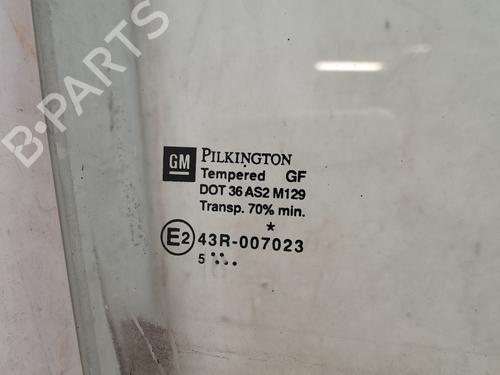 B-PARTS
GM PILKINGTON
Tempered GF
DOT 36 AS2 M129
Transp. 70% min.
*
E2 43R-007023
5